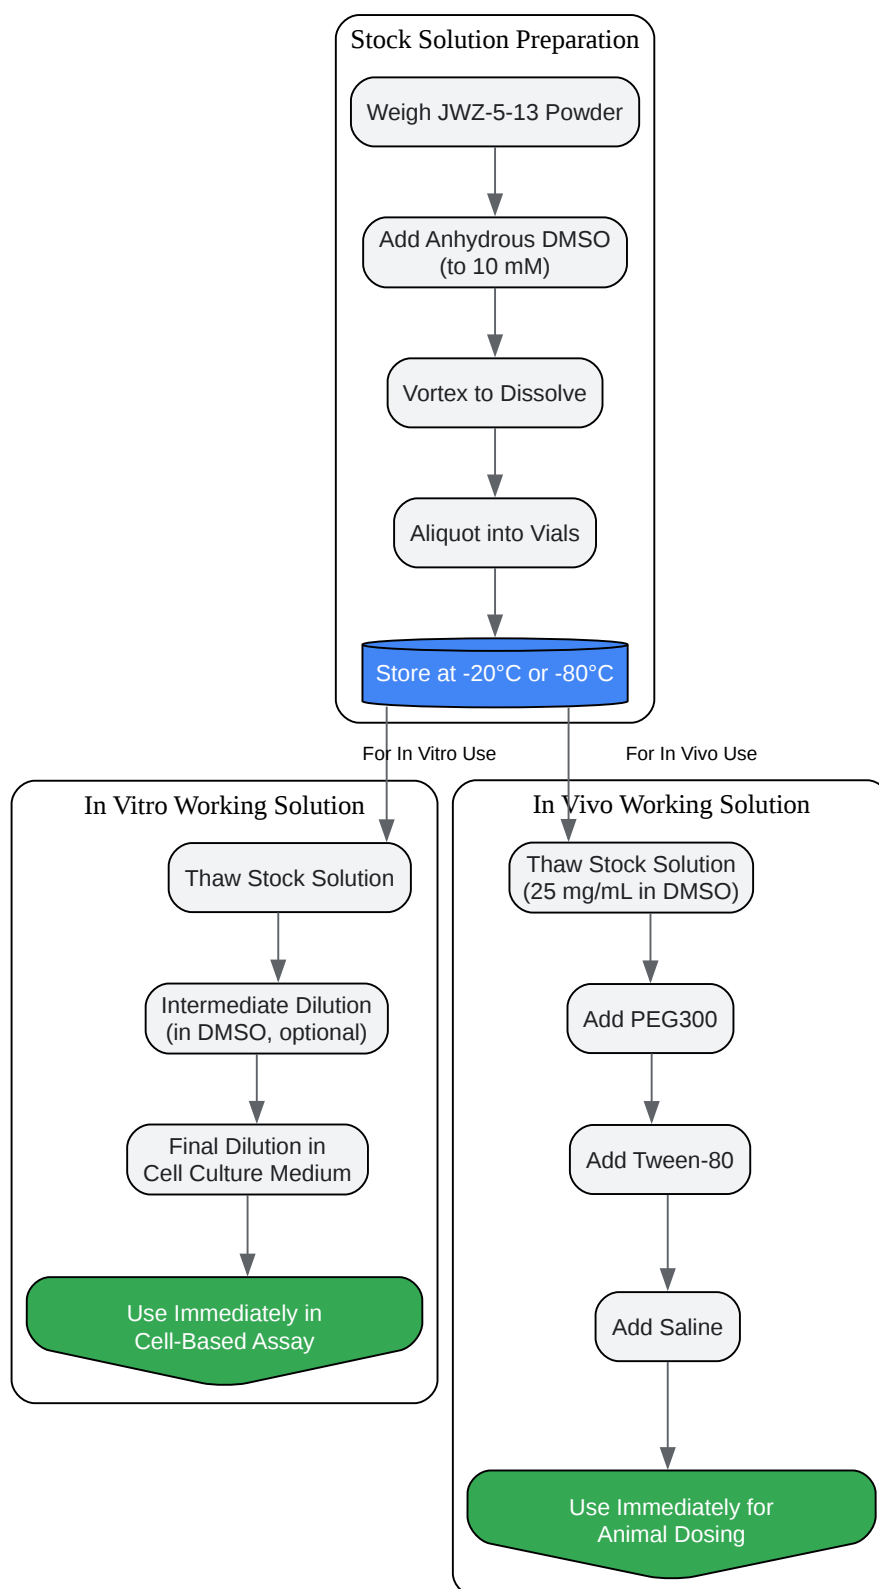 Stock Solution Preparation
Weigh JWZ-5-13 Powder
Add Anhydrous DMSO
(to 10 mM)
Vortex to Dissolve
Aliquot into Vials
Store at -20°C or -80°C
For In Vitro Use
For In Vivo Use
In Vitro Working Solution
Thaw Stock Solution
Intermediate Dilution
(in DMSO, optional)
Final Dilution in
Cell Culture Medium
Use Immediately in
Cell-Based Assay
In Vivo Working Solution
Thaw Stock Solution
(25 mg/mL in DMSO)
Add PEG300
Add Tween-80
Add Saline
Use Immediately for
Animal Dosing